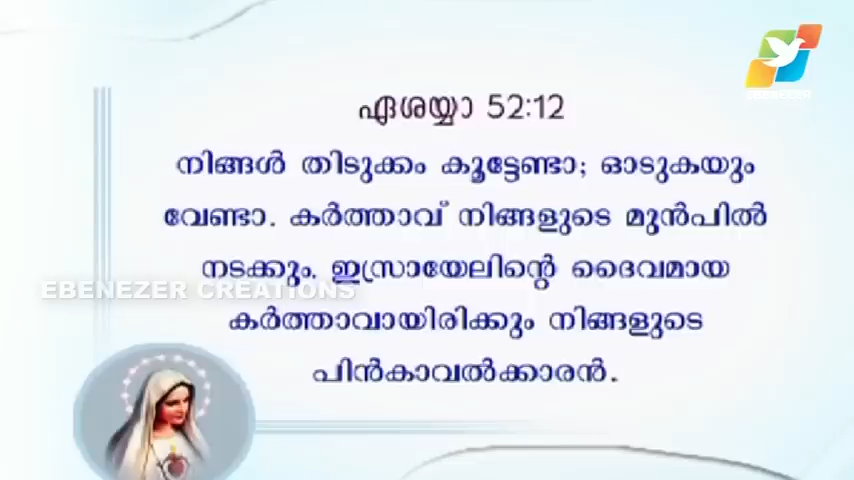 EBENEZER
ഏശയ്യാ 52:12
നിങ്ങൾ തിടുക്കം കൂട്ടേണ്ടാ; ഓടുകയും
വേണ്ടാ. കർത്താവ് നിങ്ങളുടെ മുൻപിൽ
നടക്കും. ഇസ്രായേലിന്റെ ദൈവമായ
EBENEZER CREATIONS
കർത്താവായിരിക്കും നിങ്ങളുടെ
പിൻകാവൽക്കാരൻ.